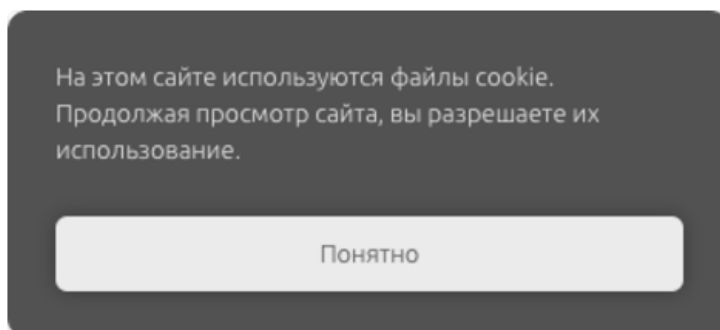 На этом сайте используются файлы cookie.
Продолжая просмотр сайта, вы разрешаете их
использование.
Понятно